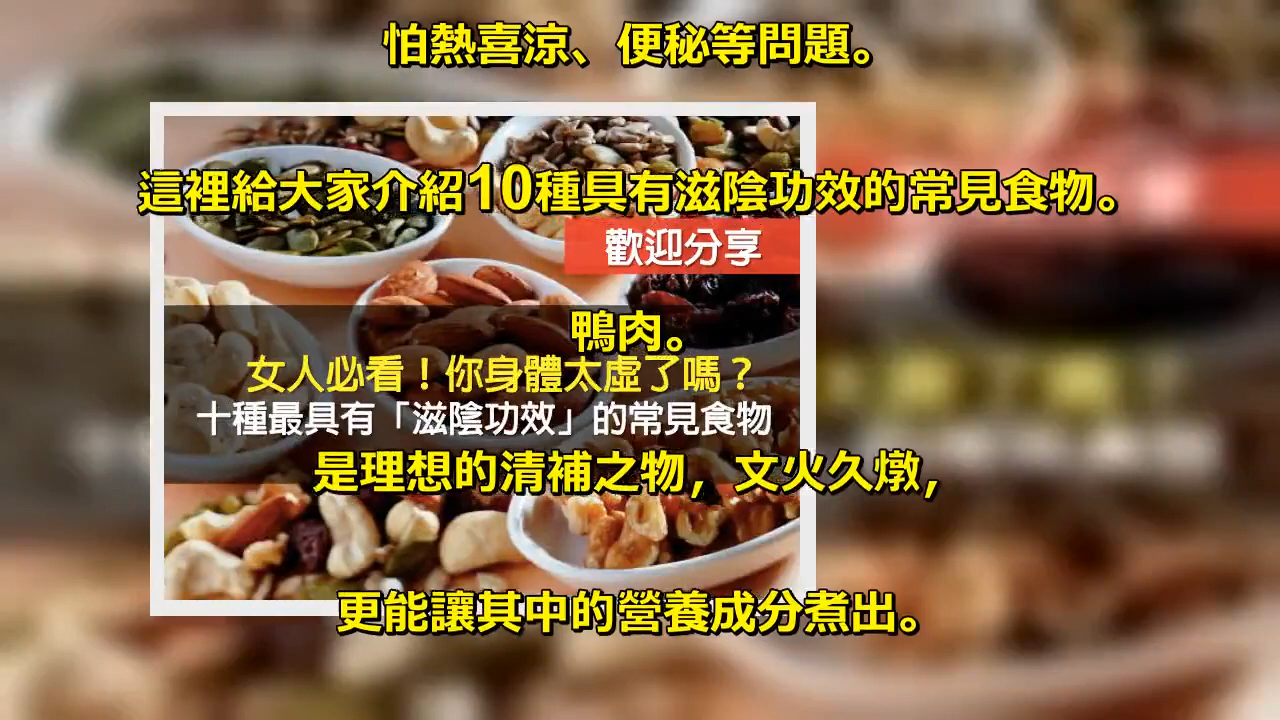 怕熱喜涼、便秘等問題。
這裡給大家介紹10種具有滋陰功效的常見食物。
歡迎分享
鴨肉。
女人必看！你身體太虛了嗎？
十種最具有「滋陰功效」的常見食物
是理想的清補之物，文火久燉，
更能讓其中的營養成分煮出。